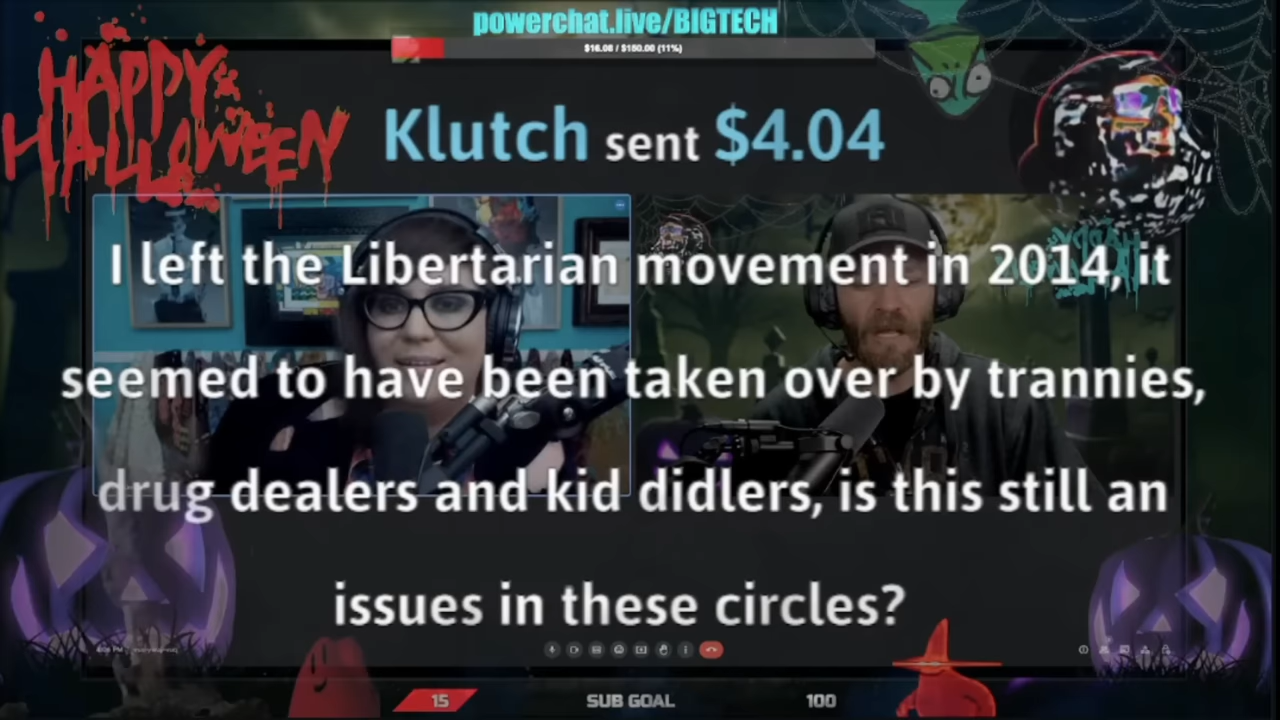 powerchat.live/BIGTECH
$16.08 / $150.00 (11%)
HAPPY
HALLOWEEN
Klutch sent $4.04
I left the Libertarian movement in 2014, it
seemed to have been taken over by trannies,
drug dealers and kid didlers, is this still an
issues in these circles?
15 SUB GOAL 100